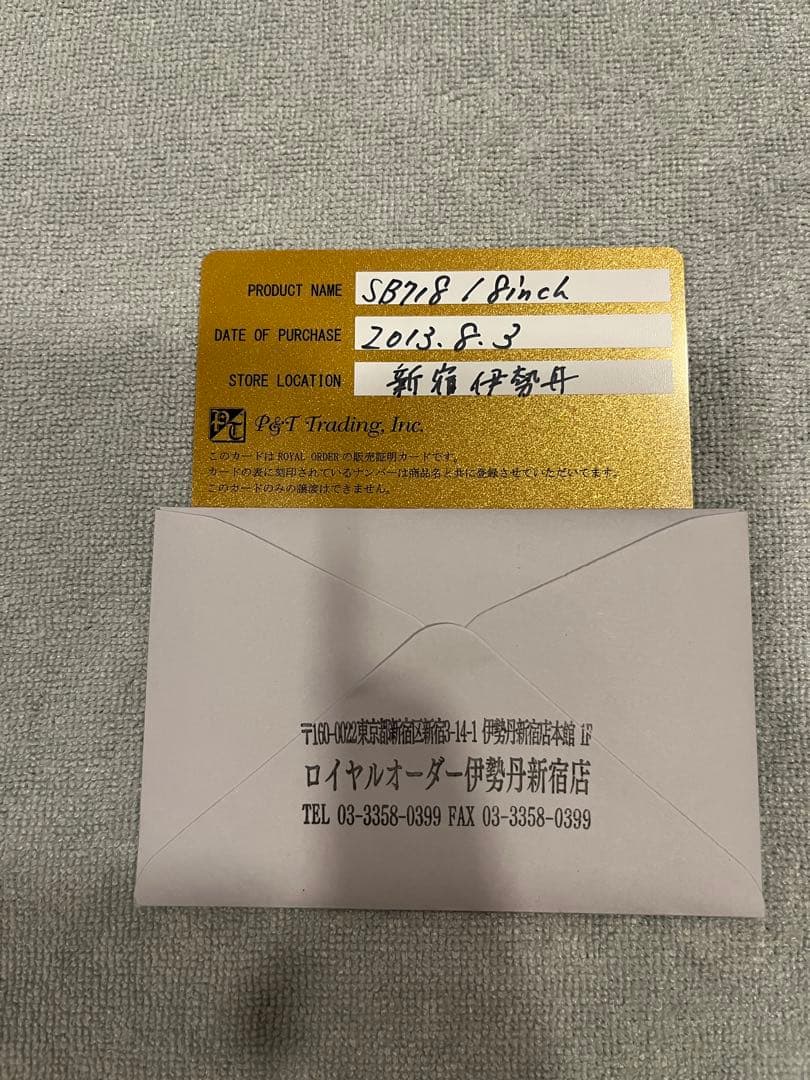 PRODUCT NAME SB718 18inch
DATE OF PURCHASE 2013.8.3
STORE LOCATION 新宿伊勢丹
PT P&T Trading, Inc.
このカードはROYAL ORDERの販売証明カードです。
カードの表に刻印されているナンバーは商品名と共に登録させていただいてます。
このカードのみの譲渡はできません。
〒160-0022東京都新宿区新宿3-14-1 伊勢丹新宿店本館 1F
ロイヤルオーダー伊勢丹新宿店
TEL 03-3358-0399 FAX 03-3358-0399